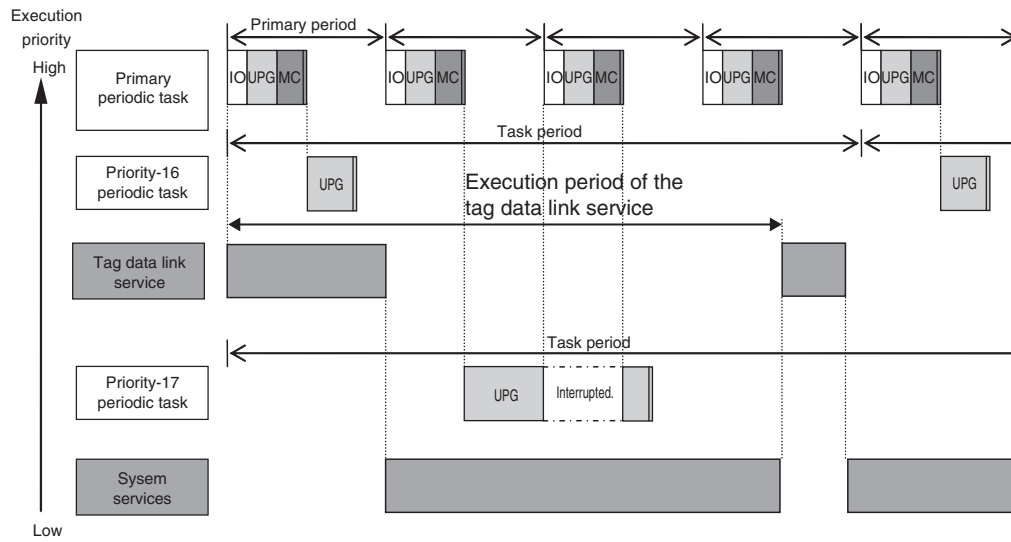 Execution
priority
High
Primary period
Primary
periodic task
IO UPG MC
IO UPG MC
IO UPG MC
IO UPG MC
IO UPG MC
Task period
Priority-16
periodic task
UPG
Execution period of the
tag data link service
UPG
Tag data link
service
Task period
Priority-17
periodic task
UPG
Interrupted.
Sysem
services
Low